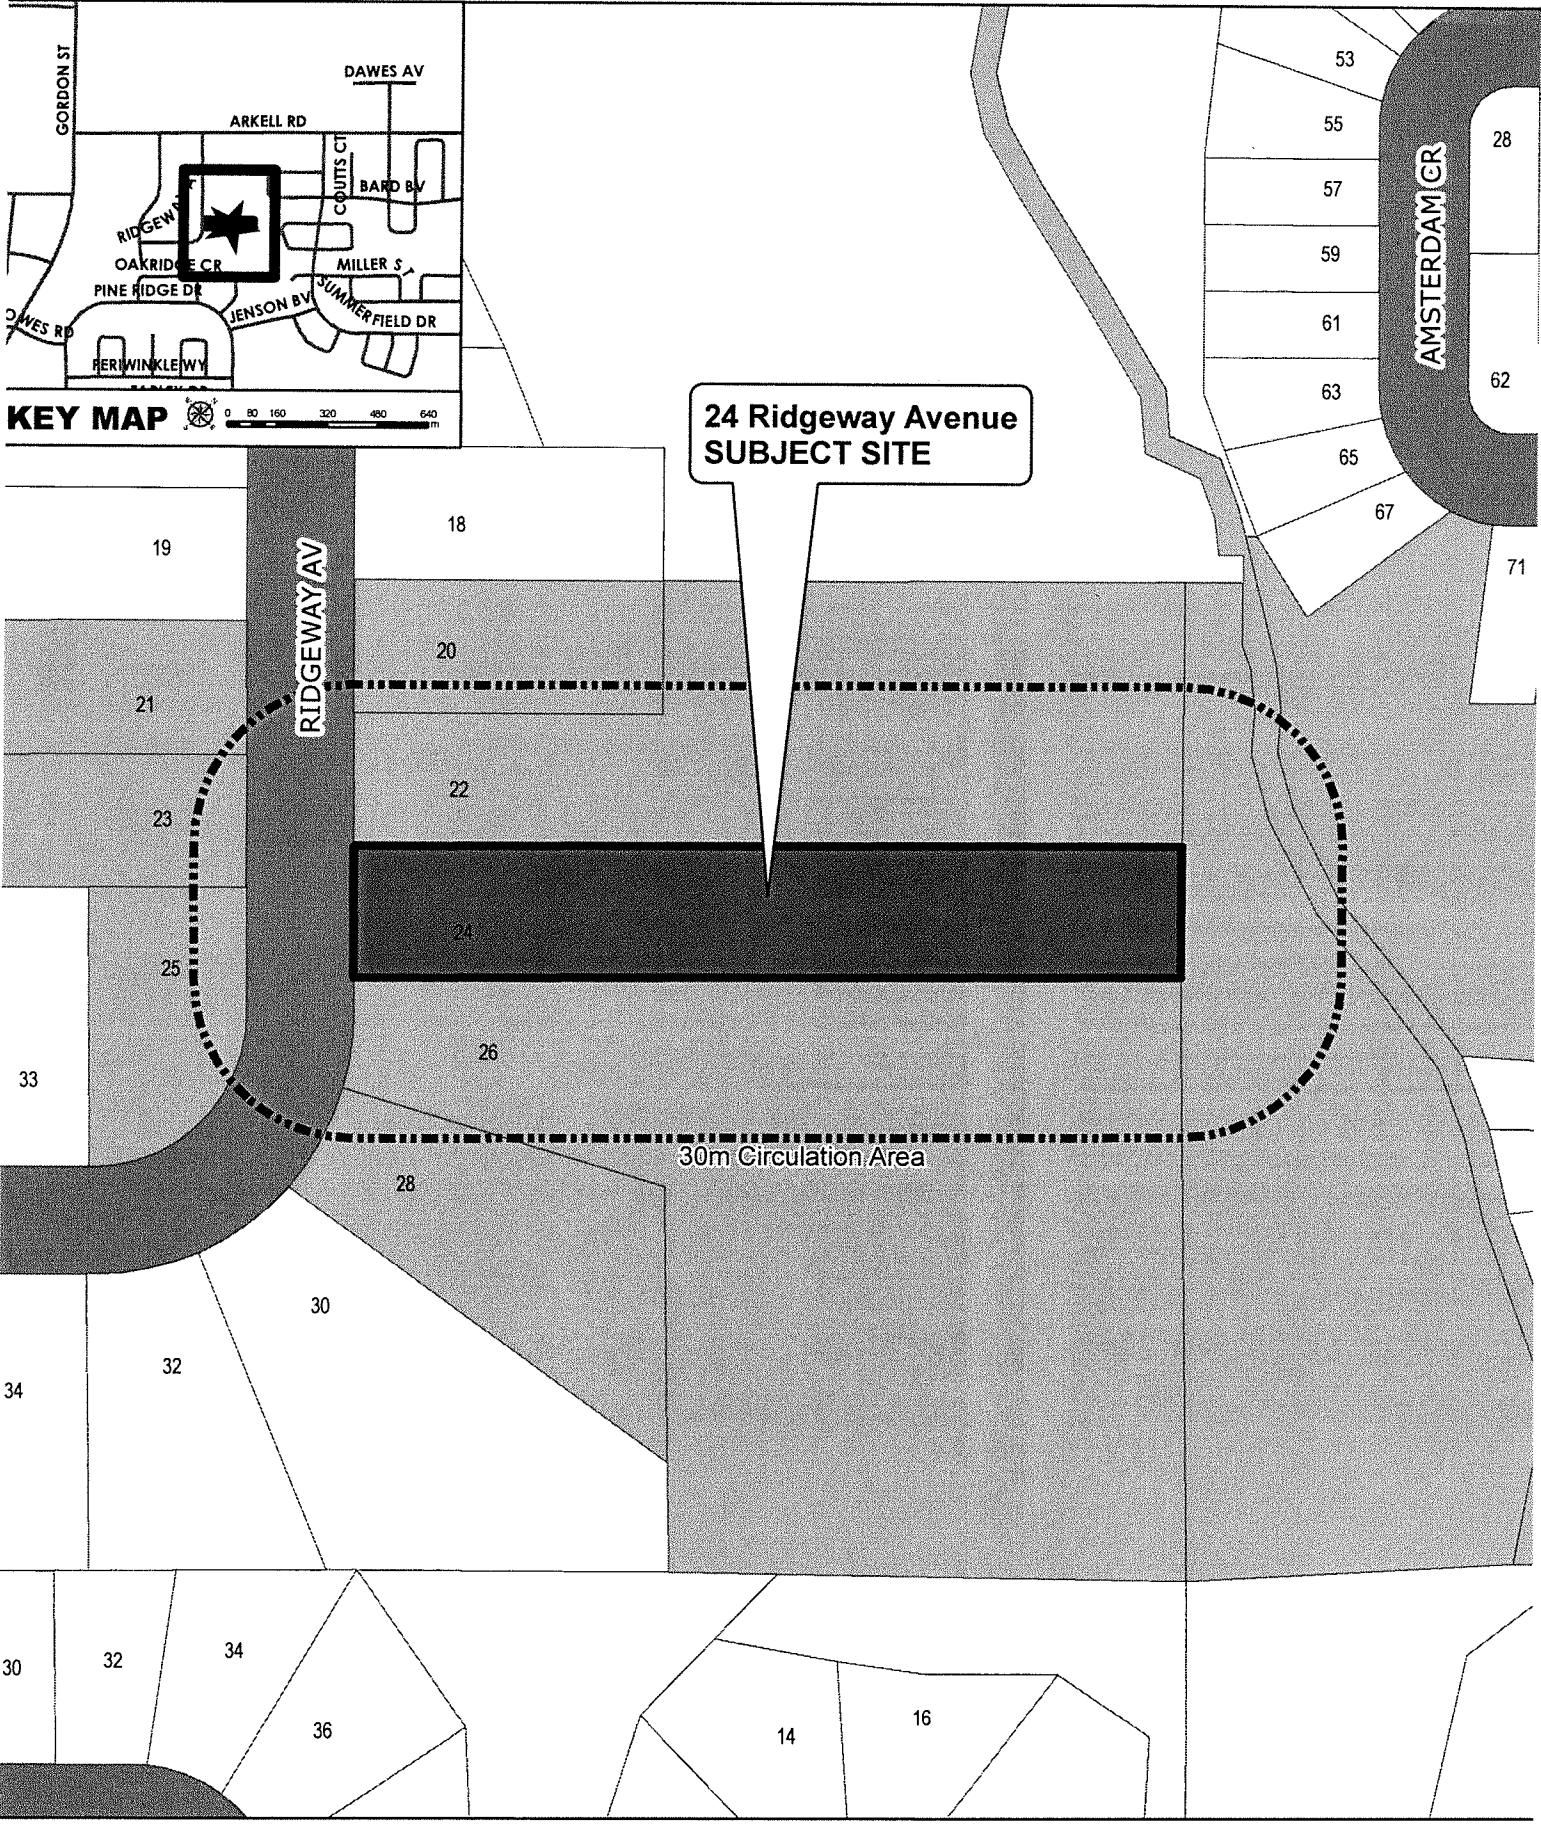 GORDON ST
DAWES AV
ARKELL RD
COUTTS CT
BARD BV
OAKRIDGE CR
MILLER ST
PINE RIDGE DR
JENSON BV
SUMMERFIELD DR
PERIWINKLE WY
KEY MAP
0 80 160 320 480 640
m
24 Ridgeway Avenue
SUBJECT SITE
53
55
28
57
AMSTERDAM CR
59
61
62
63
65
67
71
18
19
RIDGEWAY AV
20
21
22
23
24
25
26
33
30m Circulation Area
28
30
32
34
30
32
34
36
14
16